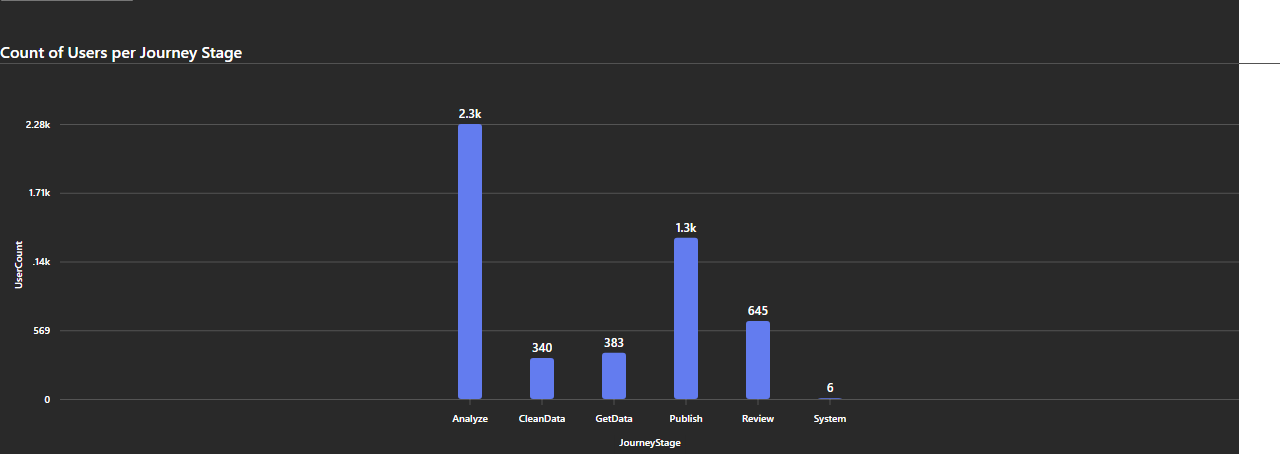 Count of Users per Journey Stage
2.3k
2.28k
1.71k
1.3k
UserCount
.14k
645
569
340
383
6
0
Analyze CleanData GetData Publish Review System
JourneyStage